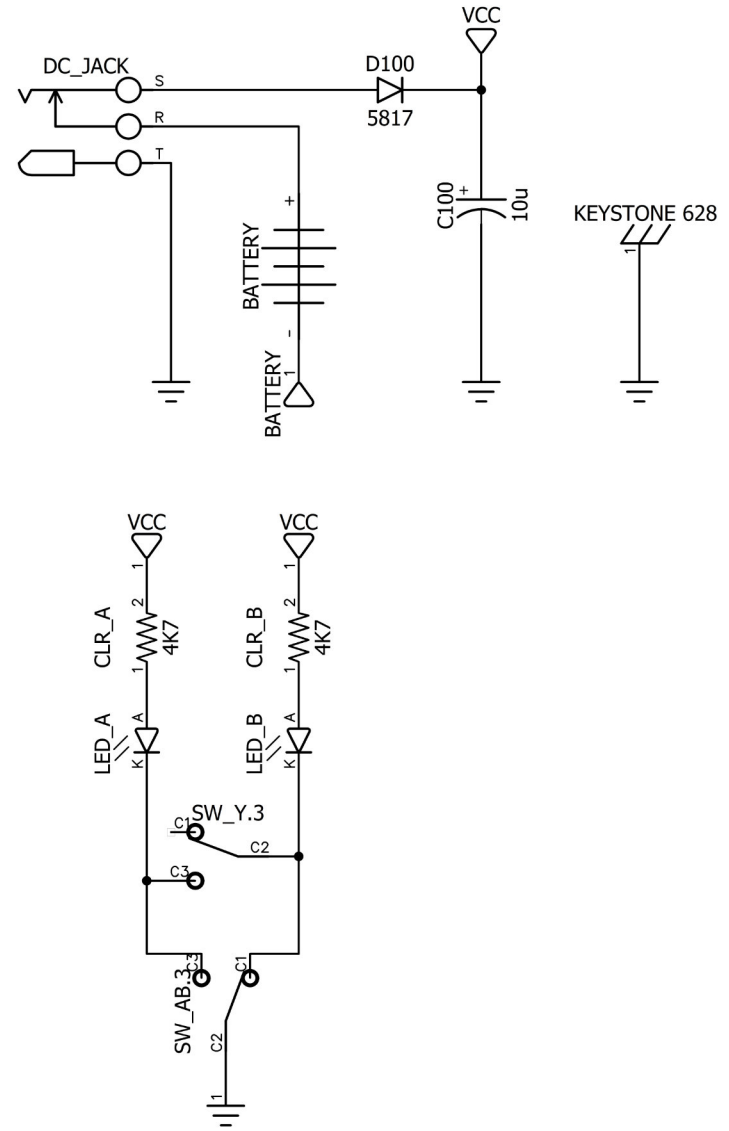 VCC
DC_JACK
S
D100
5817
R
T
+
C100
+
10u
KEYSTONE 628
1
BATTERY
-
1
BATTERY
VCC
VCC
1
1
2
2
CLR_A
4K7
CLR_B
4K7
1
1
A
A
LED_A
LED_B
K
K
SW_Y.3
C1
C2
C3
C3
C1
SW_AB.3
C2
1